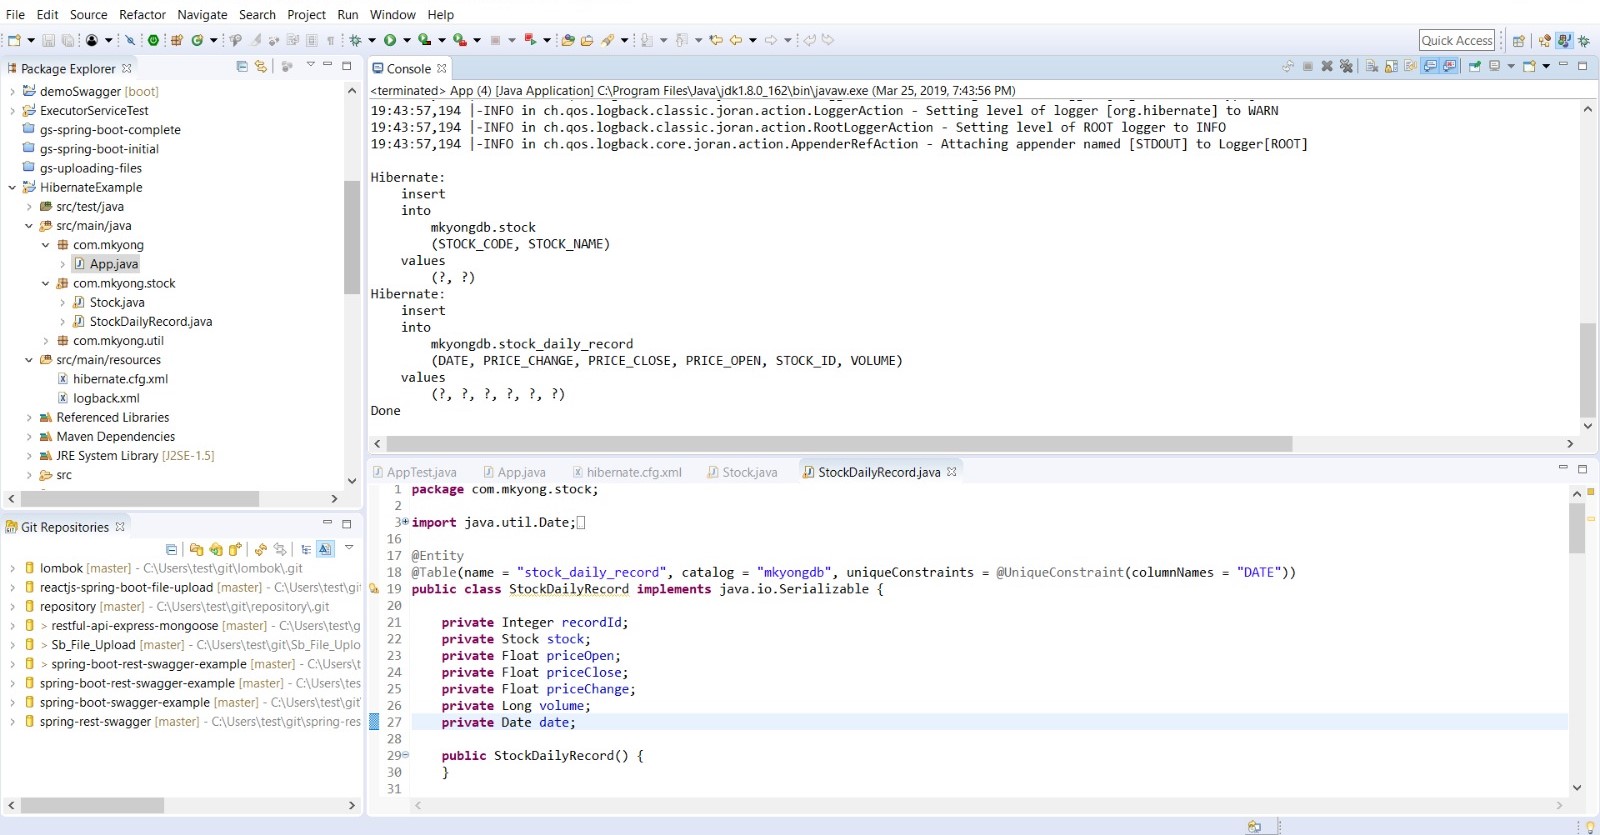 File Edit Source Refactor Navigate Search Project Run Window Help
Quick Access
Package Explorer
demoSwagger [boot]
ExecutorServiceTest
gs-spring-boot-complete
gs-spring-boot-initial
gs-uploading-files
HibernateExample
src/test/java
src/main/java
com.mkyong
App.java
com.mkyong.stock
Stock.java
StockDailyRecord.java
com.mkyong.util
src/main/resources
hibernate.cfg.xml
logback.xml
Referenced Libraries
Maven Dependencies
JRE System Library [J2SE-1.5]
src
Git Repositories
lombok [master] - C:\Users\test\git\lombok\.git
reactjs-spring-boot-file-upload [master] - C:\Users\test\gi
repository [master] - C:\Users\test\git\repository\.git
> restful-api-express-mongoose [master] - C:\Users\test\g
> Sb_File_Upload [master] - C:\Users\test\git\Sb_File_Uplo
> spring-boot-rest-swagger-example [master] - C:\Users\t
spring-boot-rest-swagger-example [master] - C:\Users\tes
spring-boot-swagger-example [master] - C:\Users\test\git
spring-rest-swagger [master] - C:\Users\test\git\spring-res
Console
<terminated> App (4) [Java Application] C:\Program Files\Java\jdk1.8.0_162\bin\javaw.exe (Mar 25, 2019, 7:43:56 PM)
19:43:57,194 |-INFO in ch.qos.logback.classic.joran.action.LoggerAction - Setting level of logger [org.hibernate] to WARN
19:43:57,194 |-INFO in ch.qos.logback.classic.joran.action.RootLoggerAction - Setting level of ROOT logger to INFO
19:43:57,194 |-INFO in ch.qos.logback.core.joran.action.AppenderRefAction - Attaching appender named [STDOUT] to Logger[ROOT]
Hibernate:
insert
into
mkyongdb.stock
(STOCK_CODE, STOCK_NAME)
values
(?, ?)
Hibernate:
insert
into
mkyongdb.stock_daily_record
(DATE, PRICE_CHANGE, PRICE_CLOSE, PRICE_OPEN, STOCK_ID, VOLUME)
values
(?, ?, ?, ?, ?, ?)
Done
AppTest.java App.java hibernate.cfg.xml Stock.java StockDailyRecord.java
1 package com.mkyong.stock;
2
3 import java.util.Date;
16
17 @Entity
18 @Table(name = "stock_daily_record", catalog = "mkyongdb", uniqueConstraints = @UniqueConstraint(columnNames = "DATE"))
19 public class StockDailyRecord implements java.io.Serializable {
20
21 private Integer recordId;
22 private Stock stock;
23 private Float priceOpen;
24 private Float priceClose;
25 private Float priceChange;
26 private Long volume;
27 private Date date;
28
29 public StockDailyRecord() {
30 }
31